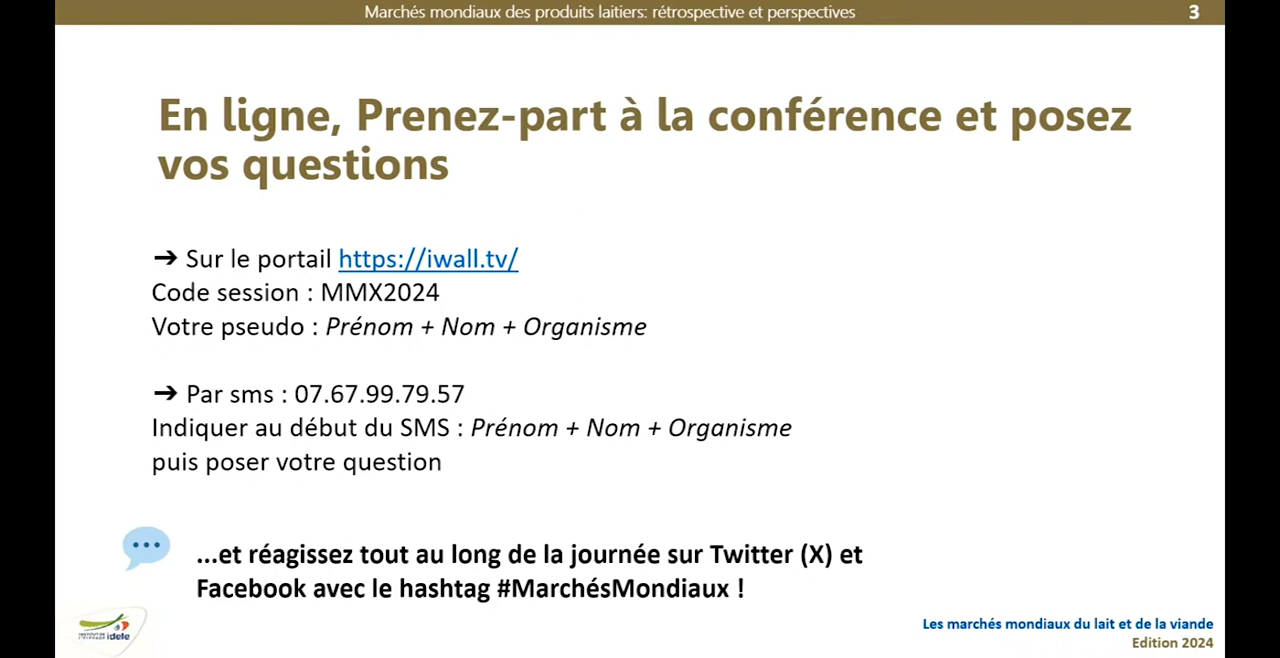 Marchés mondiaux des produits laitiers: rétrospective et perspectives
3
En ligne, Prenez-part à la conférence et posez
vos questions
➔ Sur le portail https://iwall.tv/
Code session : MMX2024
Votre pseudo : Prénom + Nom + Organisme
➔ Par sms : 07.67.99.79.57
Indiquer au début du SMS : Prénom + Nom + Organisme
puis poser votre question
...et réagissez tout au long de la journée sur Twitter (X) et
Facebook avec le hashtag #MarchésMondiaux !
INSTITUT DE
L'ELEVAGE idele
Les marchés mondiaux du lait et de la viande
Edition 2024